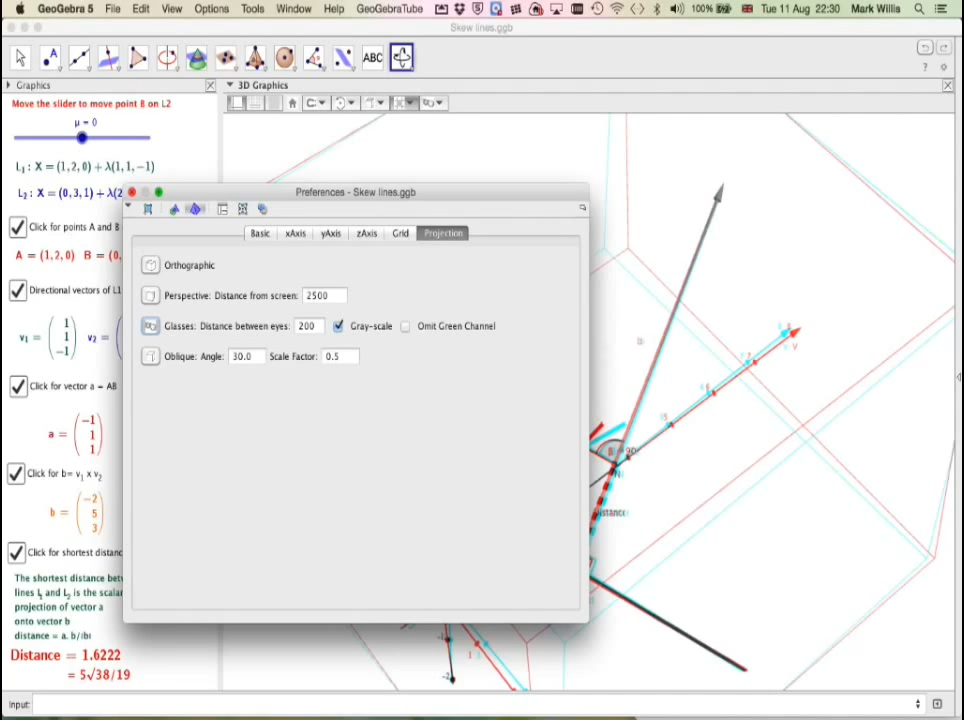 GeoGebra 5 File Edit View Options Tools Window Help GeoGebraTube 100% Tue 11 Aug 22:30 Mark Willis
Skew lines.ggb
ABC
?
Graphics
3D Graphics
Move the slider to move point B on L2
μ = 0
L₁ : X = (1, 2, 0) + λ(1, 1, −1)
L₂ : X = (0, 3, 1) + λ(2
Click for points A and B
A = (1, 2, 0) B = (0,
Directional vectors of L1
v₁ = ( 1 1 −1 ) v₂ = (
Click for vector a = AB
a = ( −1 1 1 )
Click for b= v₁ x v₂
b = ( −2 5 3 )
Click for shortest distanc
The shortest distance bet
lines l₁ and L₂ is the scalar
projection of vector a
onto vector b
distance = a. b/|b|
Distance = 1.6222
= 5√38/19
Preferences - Skew lines.ggb
Basic xAxis yAxis zAxis Grid Projection
Orthographic
Perspective: Distance from screen: 2500
Glasses: Distance between eyes: 200 Gray-scale Omit Green Channel
Oblique: Angle: 30.0 Scale Factor: 0.5
b
istance
Input: